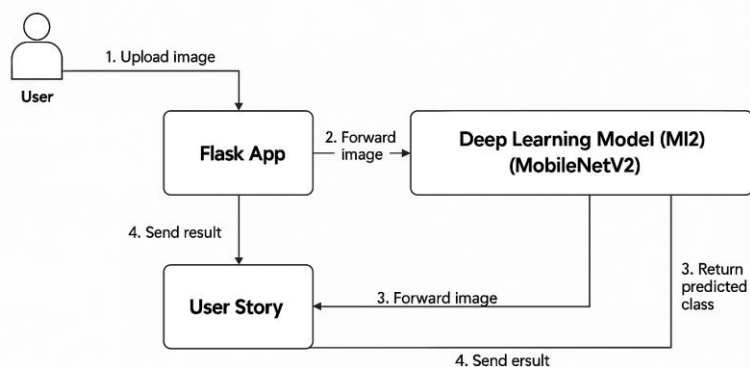 1. Upload image
User
Flask App
2. Forward
image
Deep Learning Model (MI2)
(MobileNetV2)
4. Send result
User Story
3. Forward image
3. Return
predicted
class
4. Send ersult